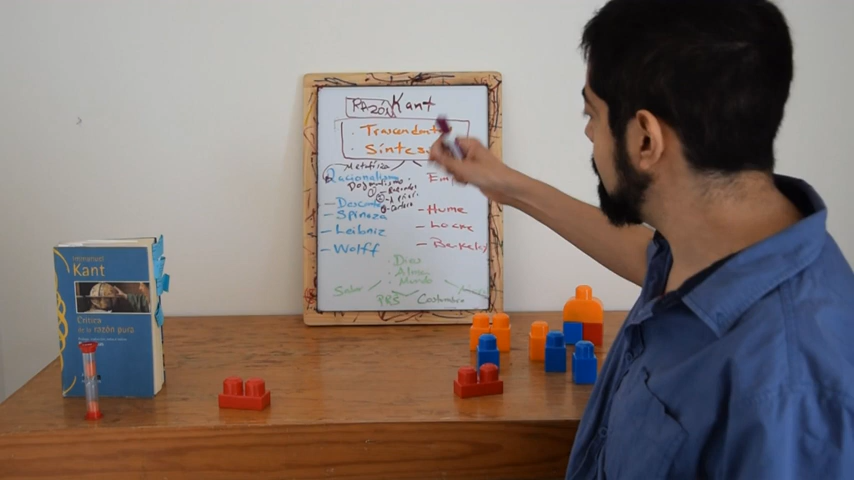 RAZÓN Kant
Trascendental
Síntesis
Metafísica
Racionalismo
Dogmatismo
Descartes
Spinoza
Leibniz
Wolff
Hume
Locke
Berkeley
Dios
Alma
Mundo
Saber
PRS
Costumbre
Immanuel
Kant
Crítica
de la razón pura